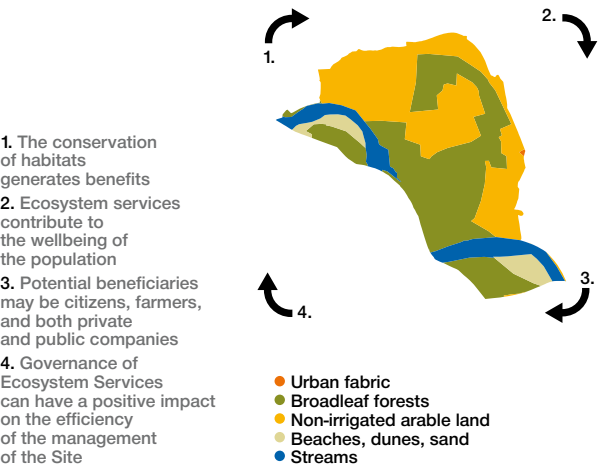 1.
2.
1. The conservation
of habitats
generates benefits
2. Ecosystem services
contribute to
the wellbeing of
the population
3. Potential beneficiaries
may be citizens, farmers,
and both private
and public companies
4. Governance of
Ecosystem Services
can have a positive impact
on the efficiency
of the management
of the Site
3.
4.
Urban fabric
Broadleaf forests
Non-irrigated arable land
Beaches, dunes, sand
Streams